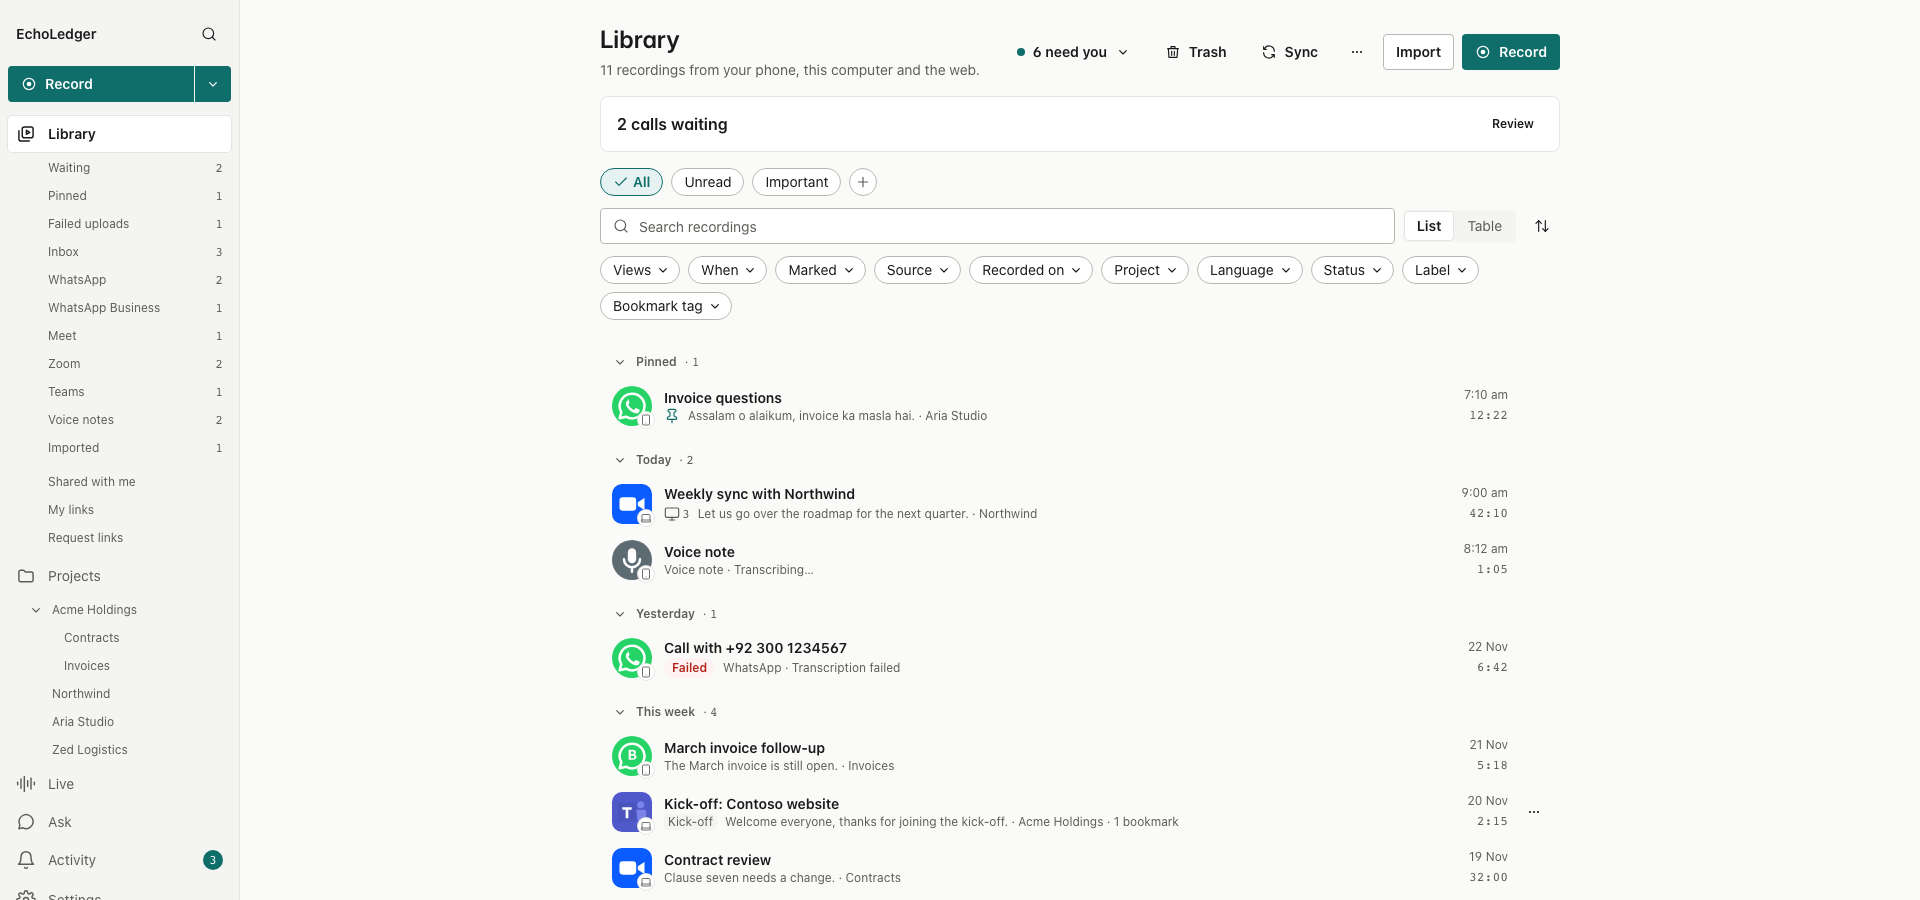 EchoLedger
Record
Library
Waiting 2
Pinned 1
Failed uploads 1
Inbox 3
WhatsApp 2
WhatsApp Business 1
Meet 1
Zoom 2
Teams 1
Voice notes 2
Imported 1
Shared with me
My links
Request links
Projects
Acme Holdings
Contracts
Invoices
Northwind
Aria Studio
Zed Logistics
Live
Ask
Activity 3
Settings
Library
11 recordings from your phone, this computer and the web.
6 need you
Trash
Sync
Import
Record
2 calls waiting
Review
All
Unread
Important
Search recordings
List
Table
Views
When
Marked
Source
Recorded on
Project
Language
Status
Label
Bookmark tag
Pinned · 1
Invoice questions 7:10 am
Assalam o alaikum, invoice ka masla hai. · Aria Studio 12:22
Today · 2
Weekly sync with Northwind 9:00 am
3 Let us go over the roadmap for the next quarter. · Northwind 42:10
Voice note 8:12 am
Voice note · Transcribing... 1:05
Yesterday · 1
Call with +92 300 1234567 22 Nov
Failed WhatsApp · Transcription failed 6:42
This week · 4
B
March invoice follow-up 21 Nov
The March invoice is still open. · Invoices 5:18
T
Kick-off: Contoso website 20 Nov
Kick-off Welcome everyone, thanks for joining the kick-off. · Acme Holdings · 1 bookmark 2:15
Contract review 19 Nov
Clause seven needs a change. · Contracts 32:00